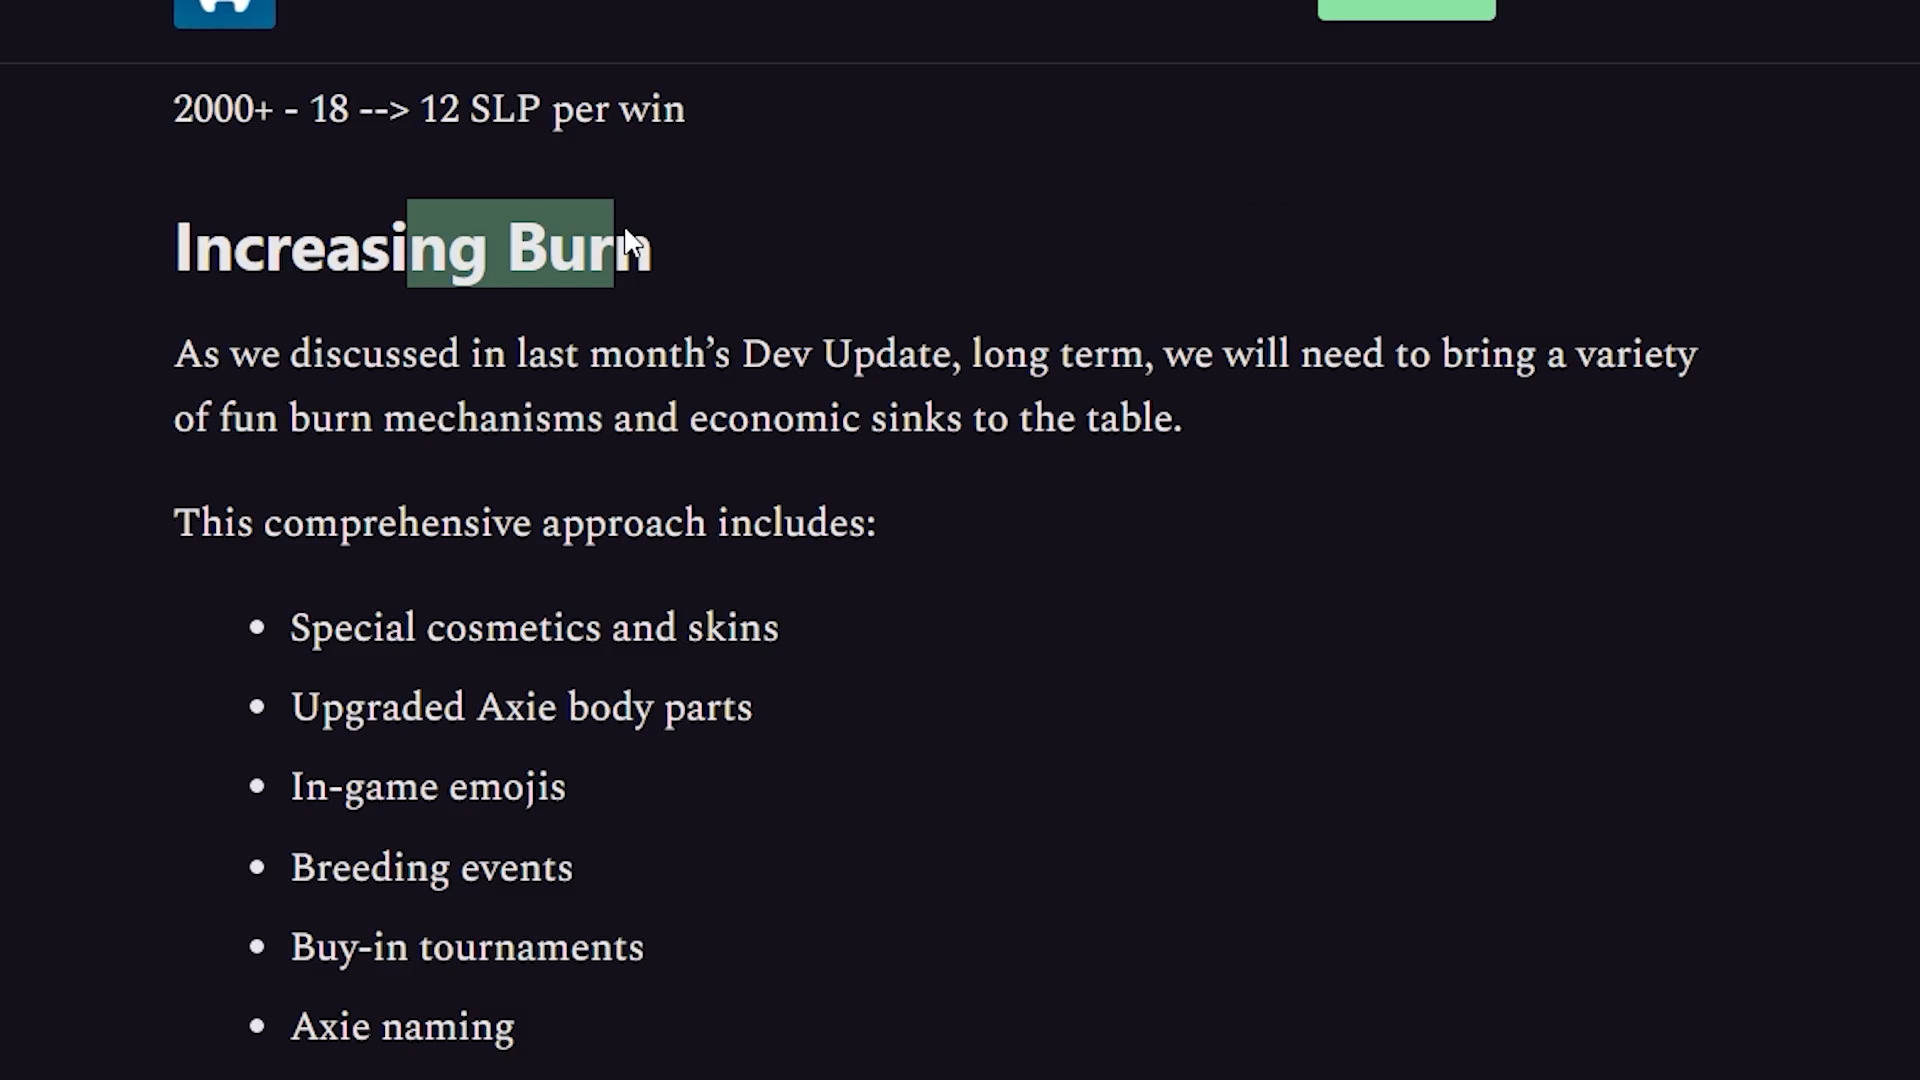 2000+ - 18 --> 12 SLP per win
Increasing Burn
As we discussed in last month’s Dev Update, long term, we will need to bring a variety
of fun burn mechanisms and economic sinks to the table.
This comprehensive approach includes:
• Special cosmetics and skins
• Upgraded Axie body parts
• In-game emojis
• Breeding events
• Buy-in tournaments
• Axie naming